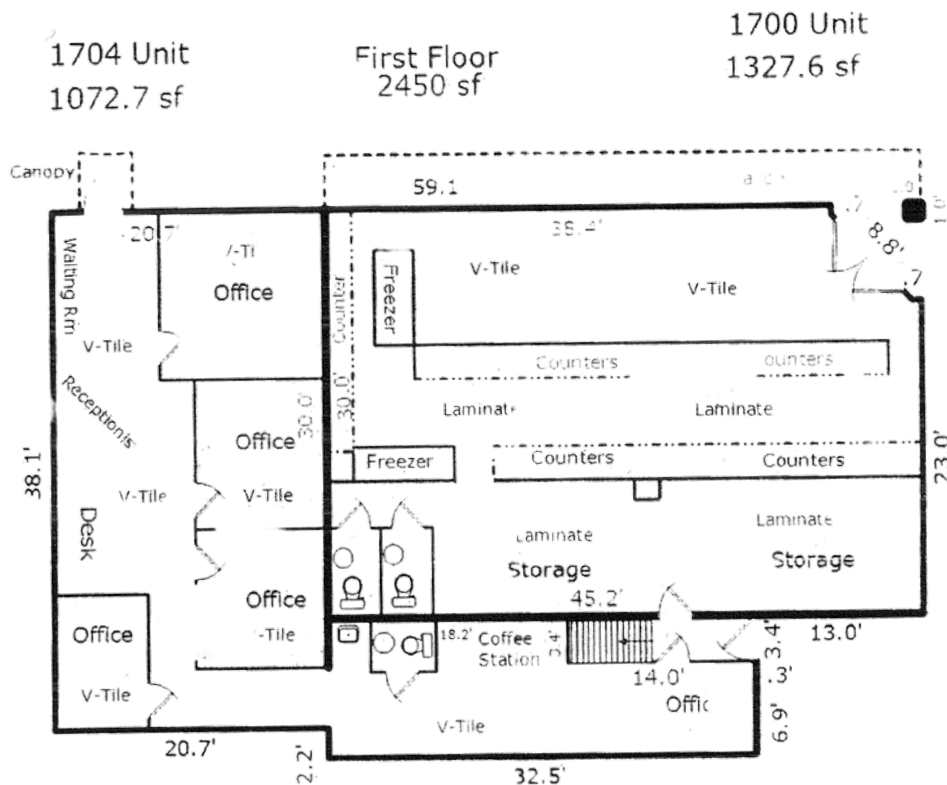 1704 Unit
1072.7 sf
First Floor
2450 sf
1700 Unit
1327.6 sf
Canopy
59.1
20.7'
38.4'
8.8'
Waiting Rm
Office
V-Tile
V-Tile
V-Tile
Counter
Freezer
Counters
ounters
Receptionis
Laminate
Laminate
30.0'
30.0'
Office
V-Tile
Freezer
Counters
Counters
38.1'
23.0'
V-Tile
Desk
Laminate
Storage
Laminate
Storage
Office
-Tile
45.2'
Office
V-Tile
18.2'
Coffee
Station
3.4'
14.0'
3.4'
13.0'
.3'
Offic
V-Tile
6.9'
20.7'
2.2'
32.5'